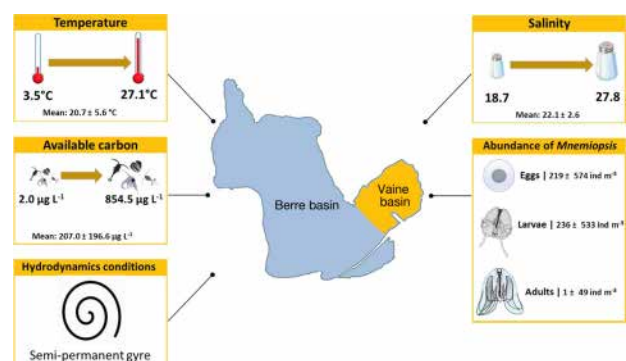 Temperature
3.5°C
27.1°C
Mean: 20.7 ± 5.6 °C
Available carbon
2.0 µg L⁻¹
854.5 µg L⁻¹
Mean: 207.0 ± 196.6 µg L⁻¹
Hydrodynamics conditions
Semi-permanent gyre
Berre basin
Vaine
basin
Salinity
18.7
27.8
Mean: 22.1 ± 2.6
Abundance of Mnemiopsis
Eggs | 219 ± 574 ind m⁻³
Larvae | 236 ± 533 ind m⁻³
Adults | 1 ± 49 ind m⁻³